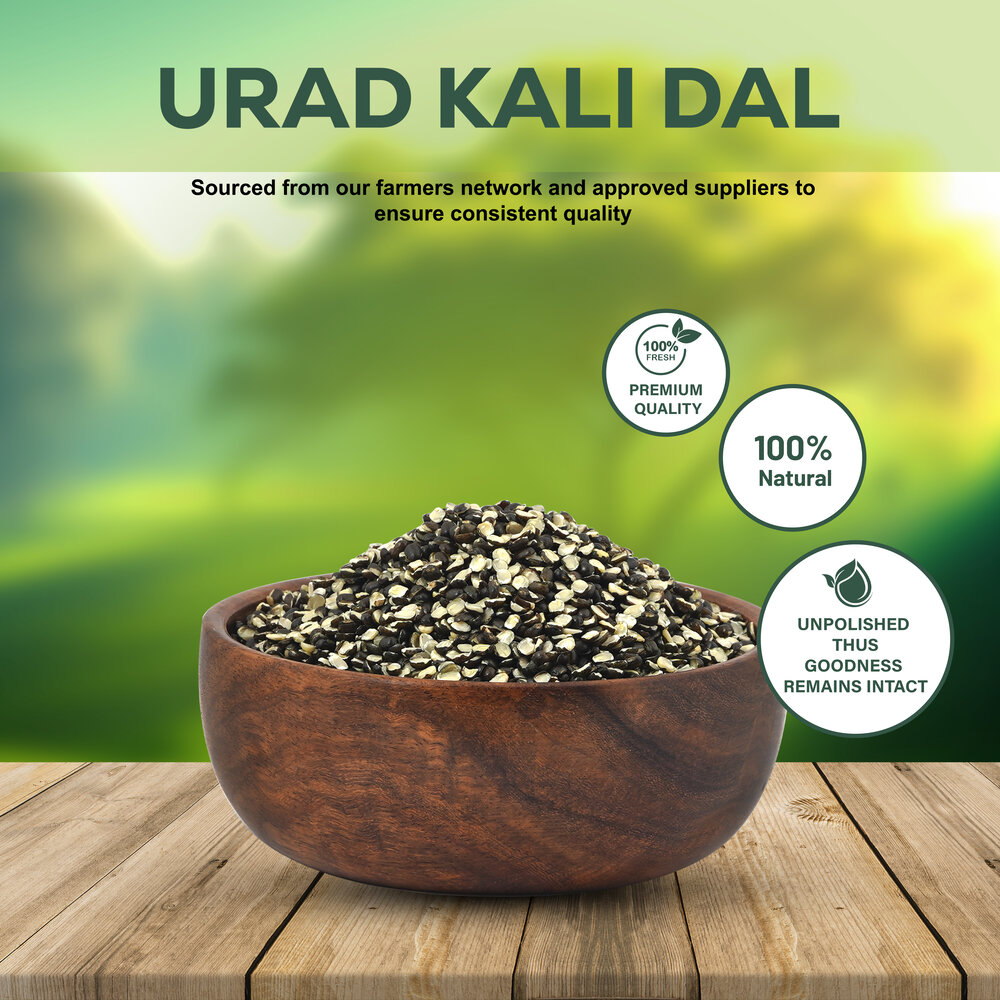 URAD KALI DAL
Sourced from our farmers network and approved suppliers to
ensure consistent quality
100%
FRESH
PREMIUM
QUALITY
100%
Natural
UNPOLISHED
THUS
GOODNESS
REMAINS INTACT